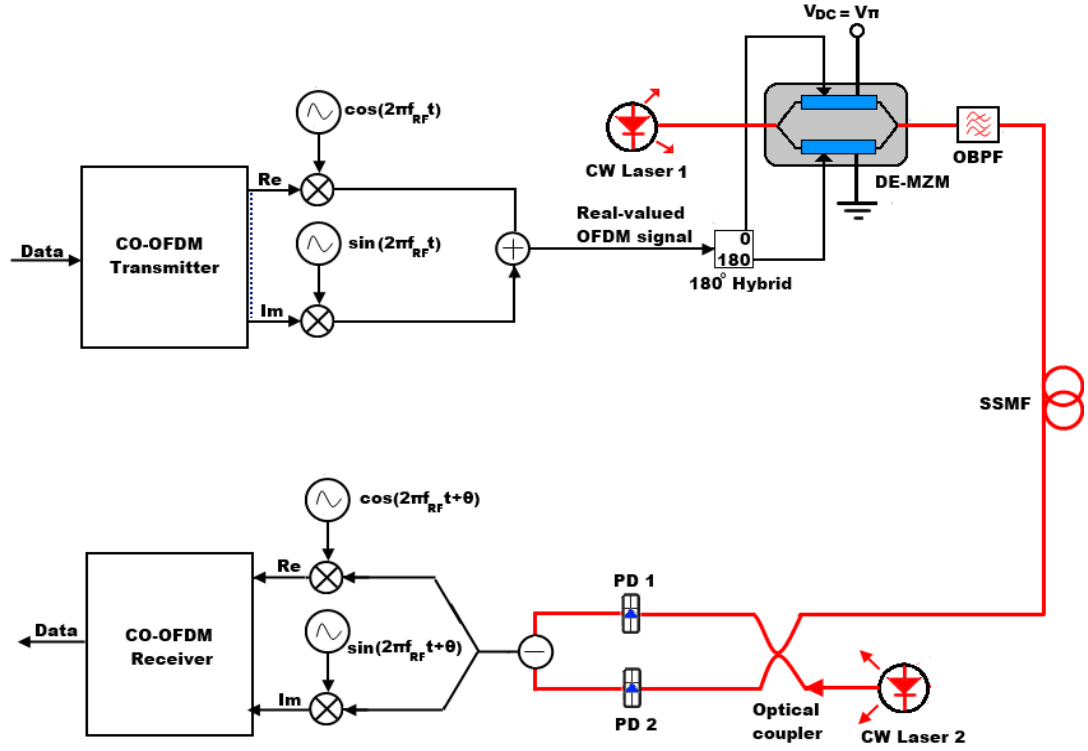 V_DC = Vπ
cos(2πf_RF t)
CW Laser 1
OBPF
DE-MZM
Re
Data
CO-OFDM
Transmitter
sin(2πf_RF t)
Real-valued
OFDM signal
0
180
180° Hybrid
Im
SSMF
cos(2πf_RF t+θ)
Re
PD 1
Data
CO-OFDM
Receiver
sin(2πf_RF t+θ)
Im
PD 2
Optical
coupler
CW Laser 2